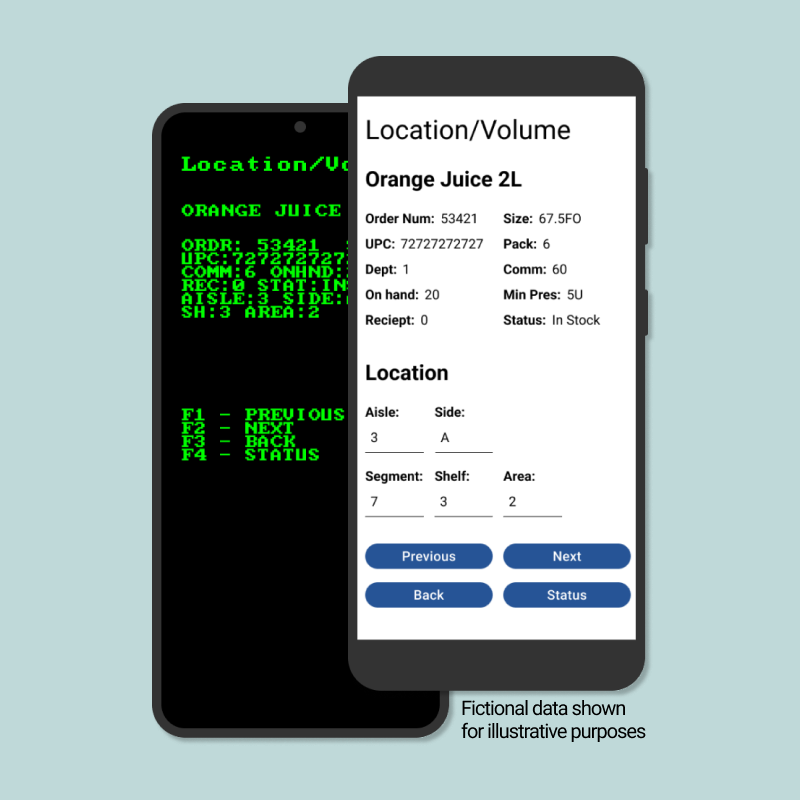 Location/Vo
ORANGE JUICE
ORDR: 53421
UPC:7272727272
COMM:6 ONHND:
REC:0 STAT:IN
AISLE:3 SIDE:
SH:3 AREA:2
F1 - PREVIOUS
F2 - NEXT
F3 - BACK
F4 - STATUS
Location/Volume
Orange Juice 2L
Order Num: 53421 Size: 67.5FO
UPC: 72727272727 Pack: 6
Dept: 1 Comm: 60
On hand: 20 Min Pres: 5U
Reciept: 0 Status: In Stock
Location
Aisle: Side:
3 A
Segment: Shelf: Area:
7 3 2
Previous Next
Back Status
Fictional data shown
for illustrative purposes